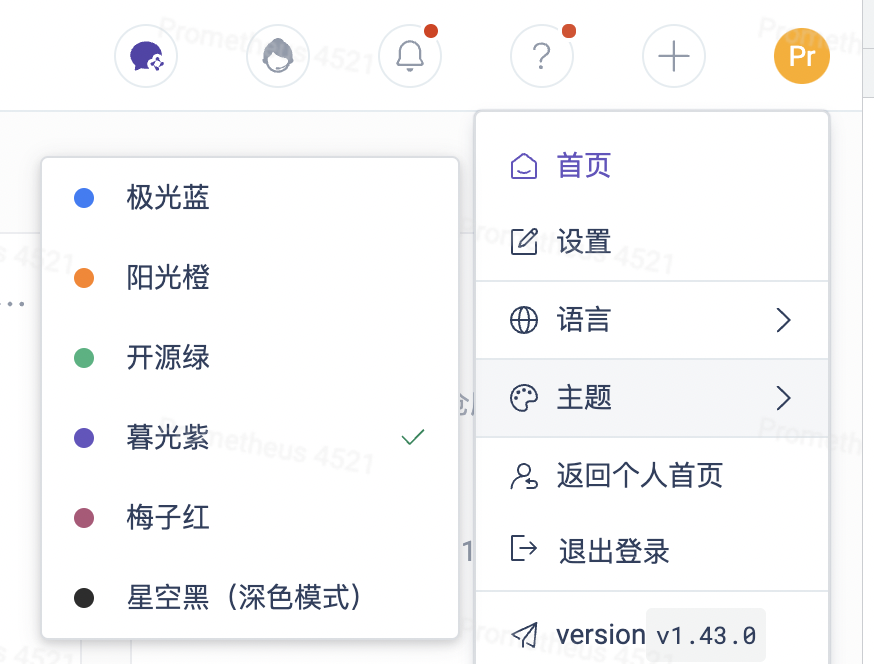 Prometheus 4521
Pr
首页
设置
语言
主题
返回个人首页
退出登录
version v1.43.0
极光蓝
阳光橙
开源绿
暮光紫
梅子红
星空黑（深色模式）
Prometheus 4521